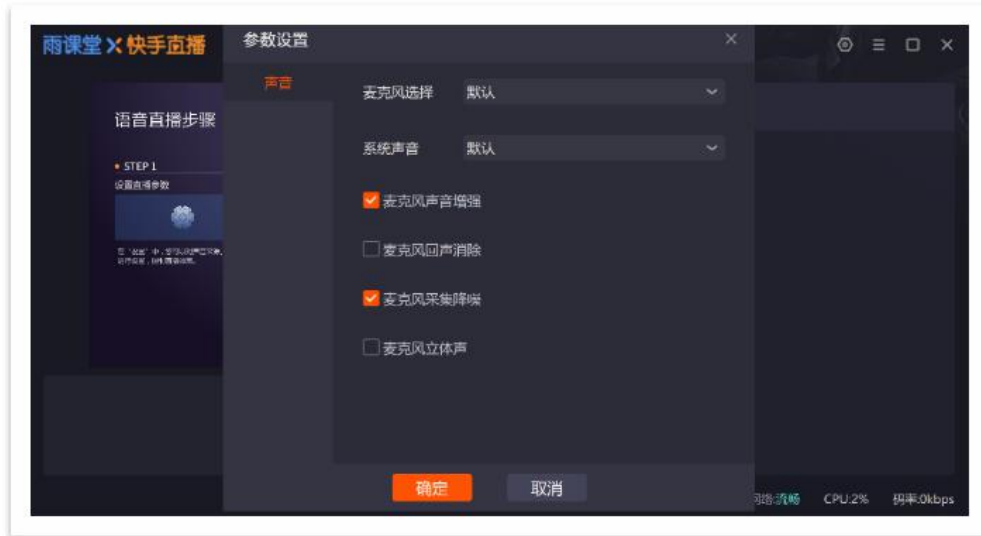 雨课堂 X 快手直播
参数设置
声音
麦克风选择 默认
系统声音 默认
麦克风声音增强
麦克风回声消除
麦克风采集降噪
麦克风立体声
确定 取消
语音直播步骤
• STEP 1
设置直播参数
网络:流畅 CPU:2% 码率:0kbps